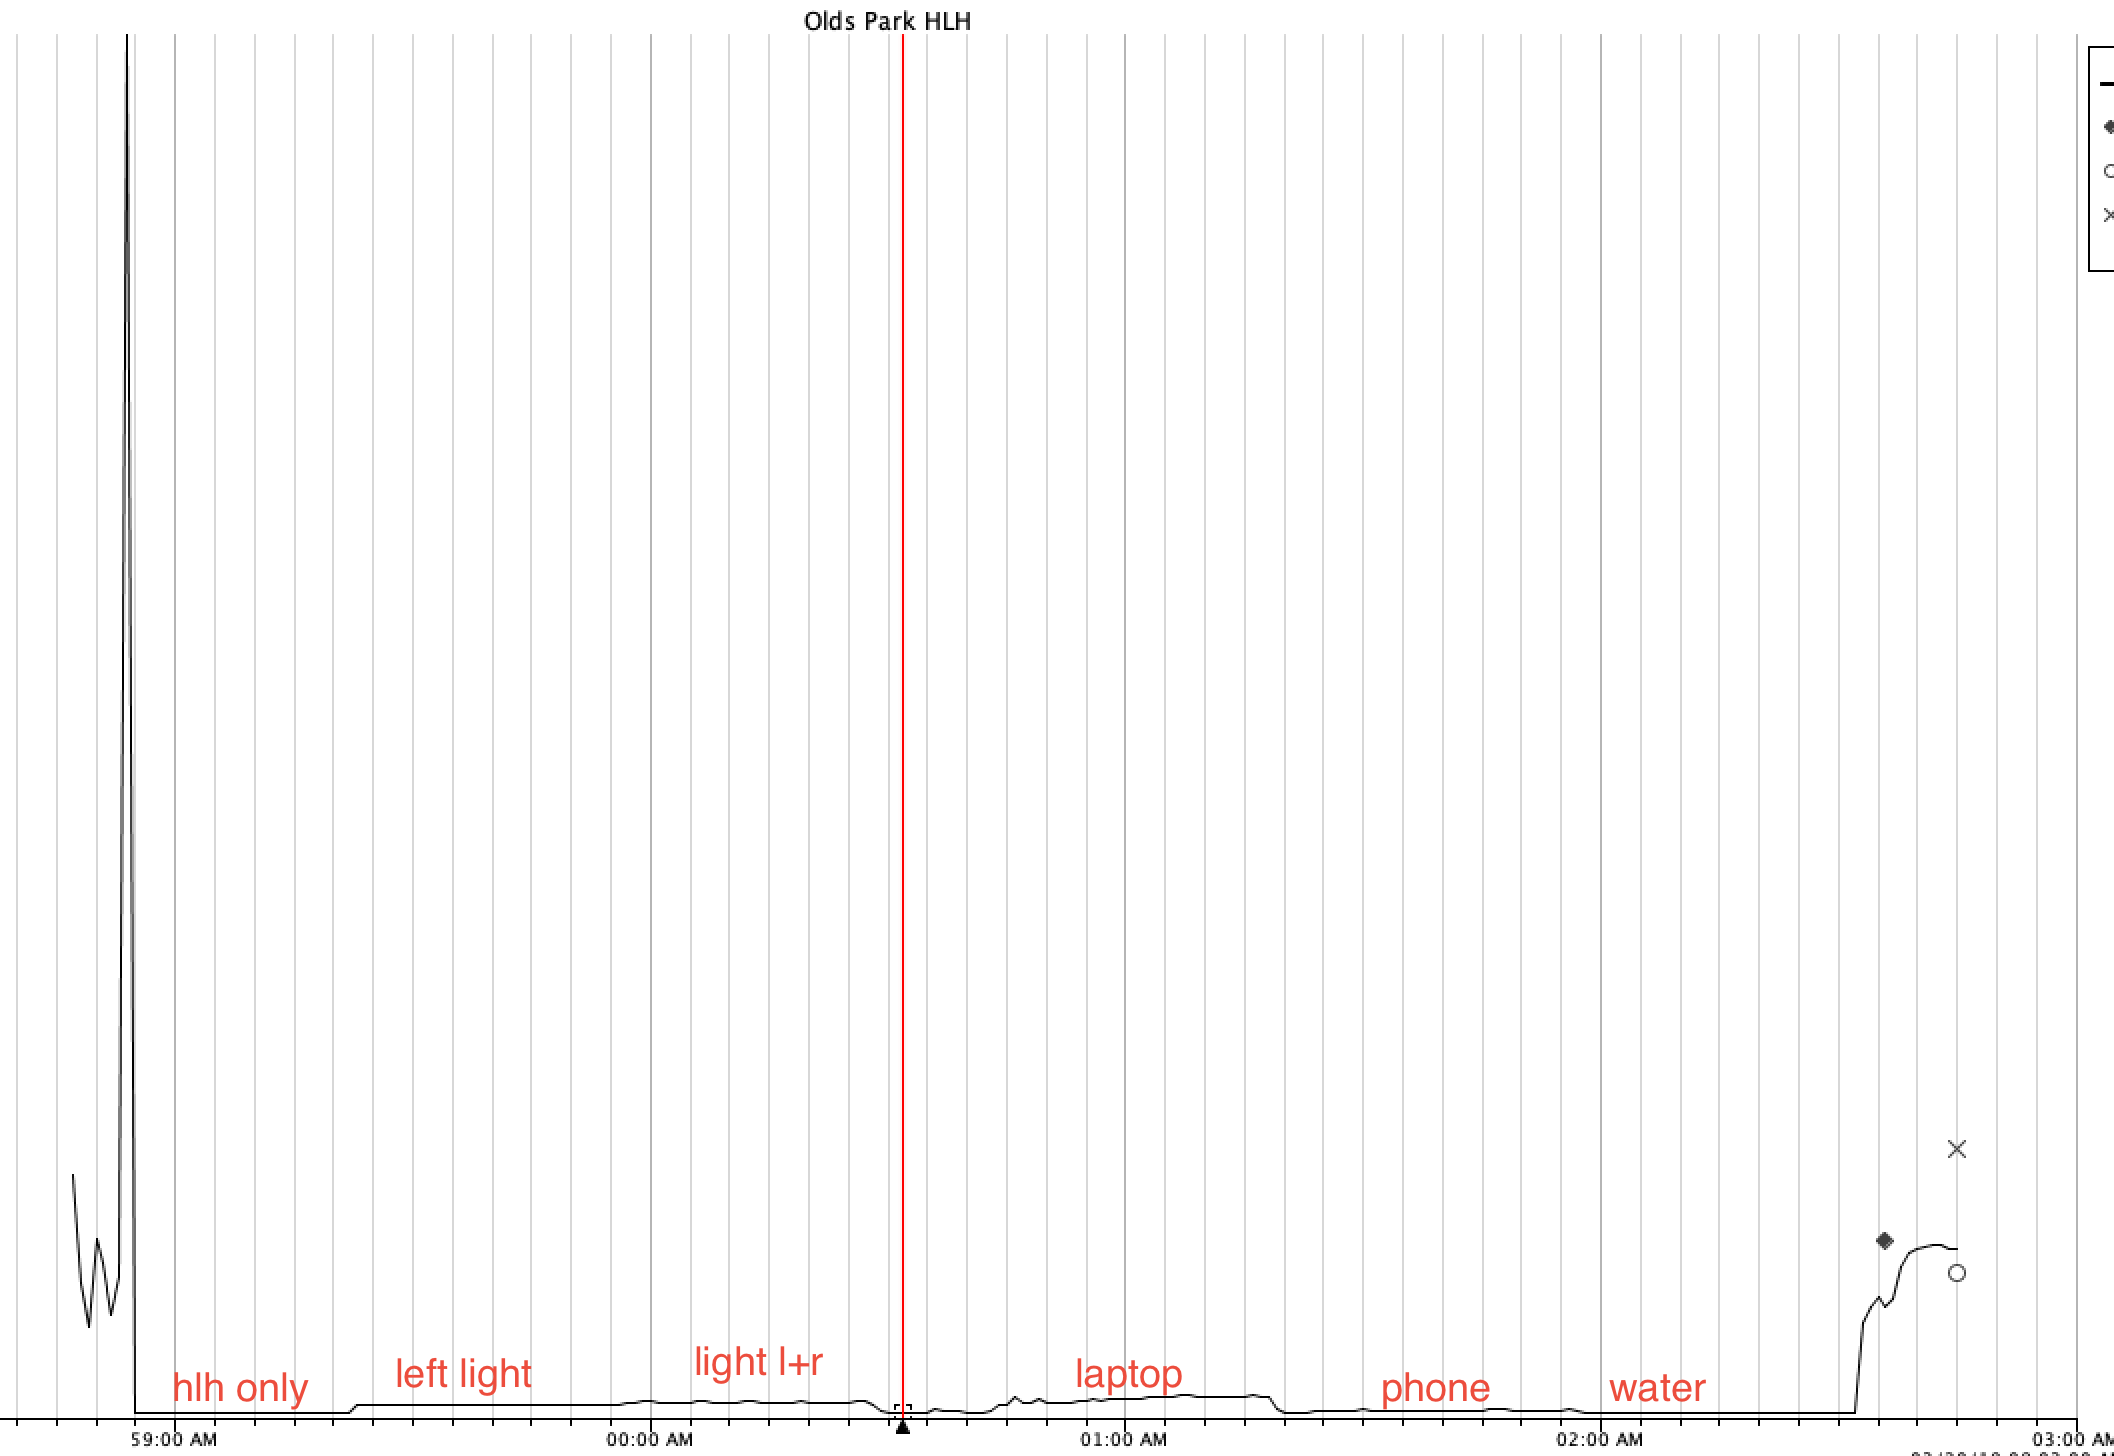 Olds Park HLH
hlh only
left light
light l+r
laptop
phone
water
59:00 AM
00:00 AM
01:00 AM
02:00 AM
03:00 AM